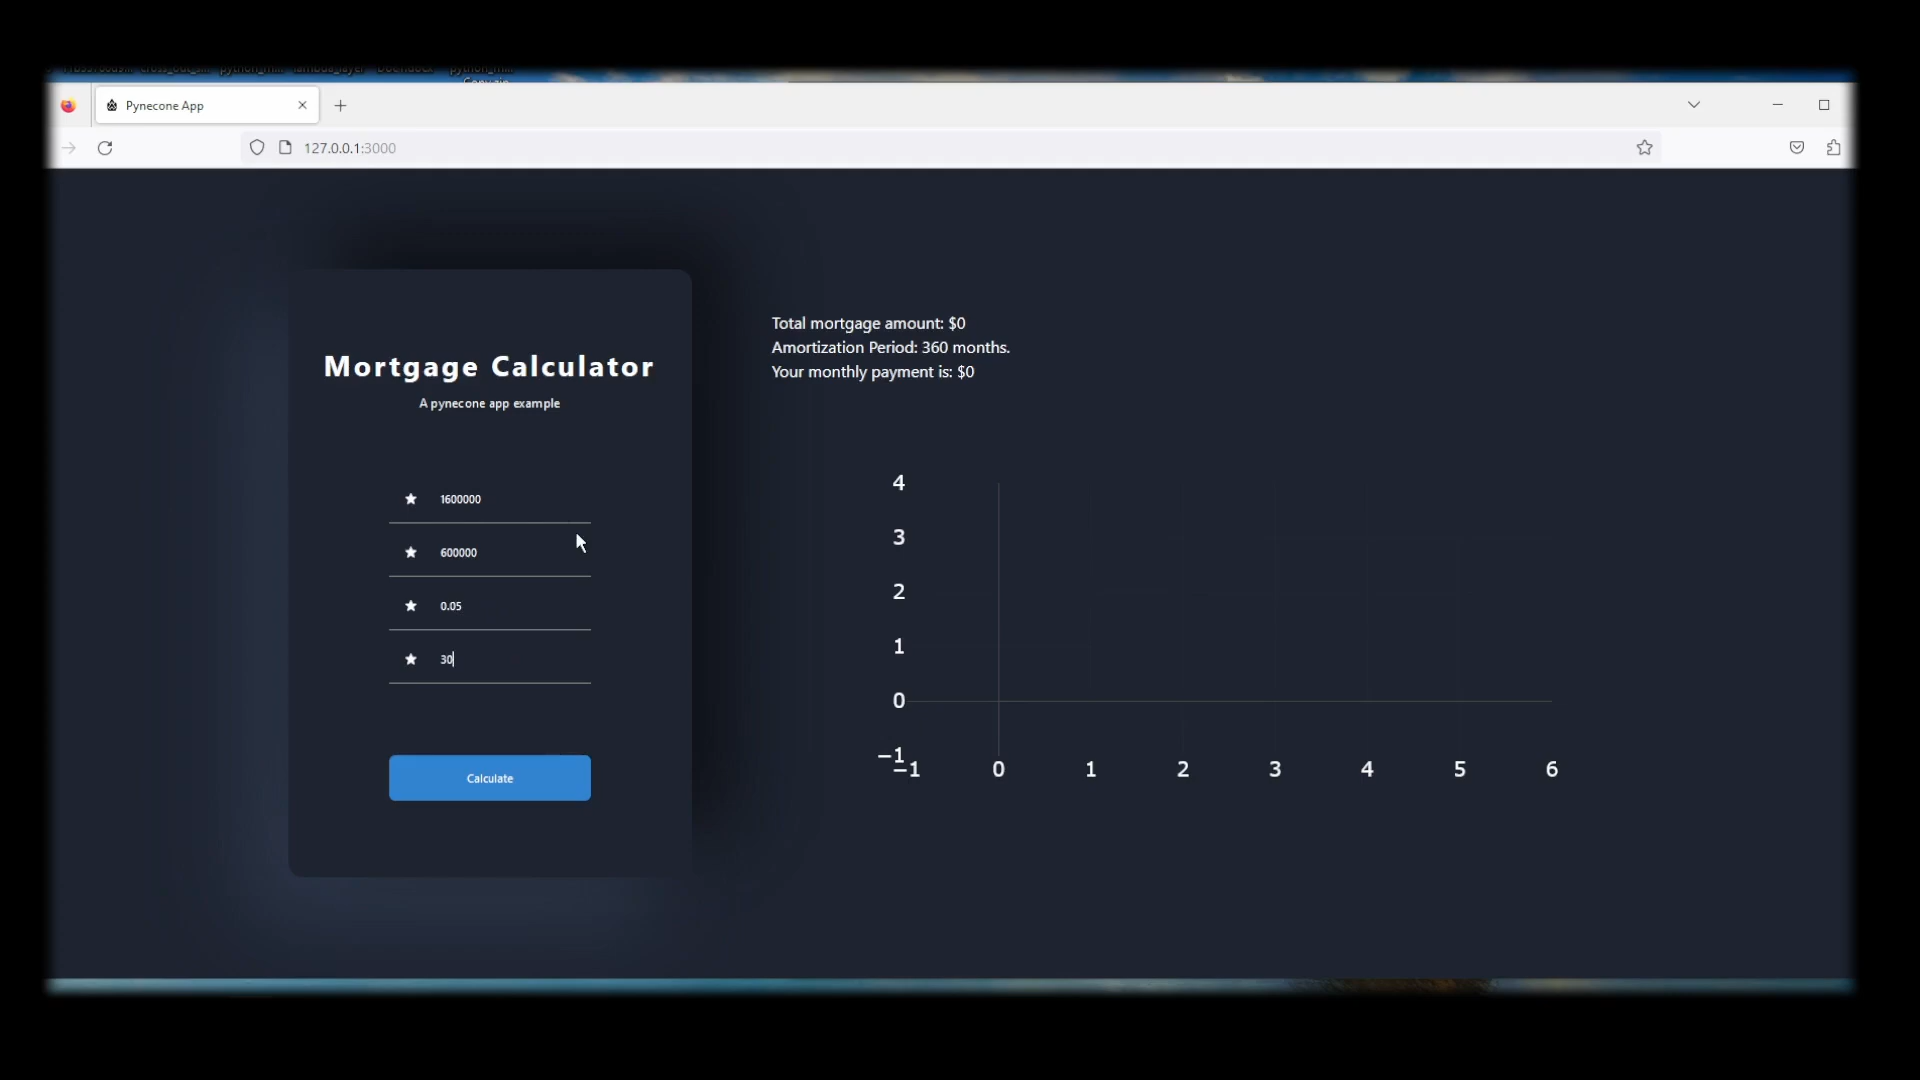 Pynecone App
127.0.0.1:3000
Mortgage Calculator
A pynecone app example
1600000
600000
0.05
30
Calculate
Total mortgage amount: $0
Amortization Period: 360 months.
Your monthly payment is: $0
4
3
2
1
0
−1
−1 0 1 2 3 4 5 6